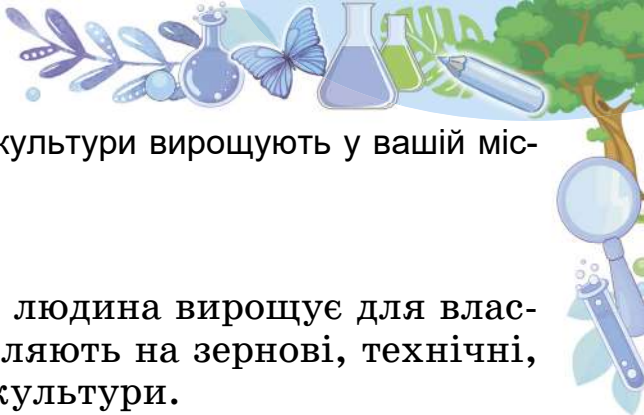 культури вирощують у вашій міс-
людина вирощує для влас-
ляють на зернові, технічні,
культури.